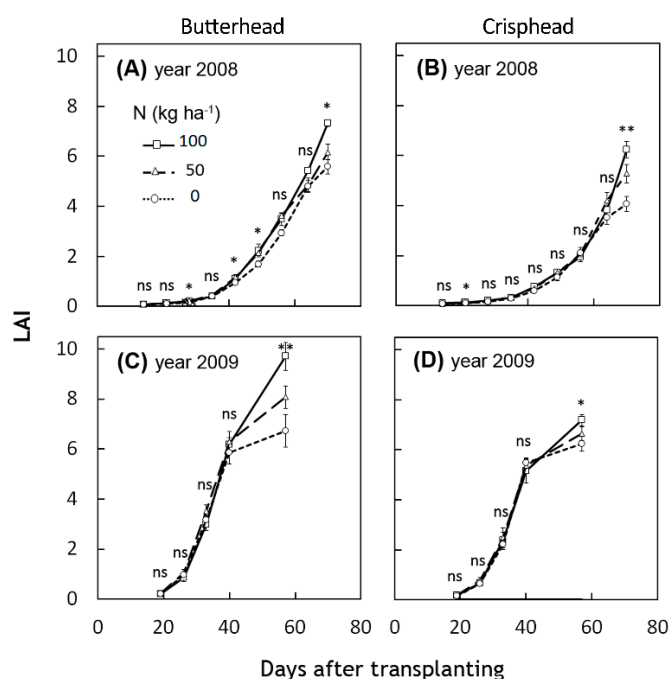 Butterhead
Crisphead
10
8
6
4
2
0
(A) year 2008
N (kg ha⁻¹)
100
50
0
ns
ns
*
ns
*
*
ns
ns
*
(B) year 2008
ns
*
ns
ns
ns
ns
ns
ns
**
LAI
10
8
6
4
2
0
(C) year 2009
ns
ns
ns
ns
**
(D) year 2009
ns
ns
ns
ns
*
0
20
40
60
80
0
20
40
60
80
Days after transplanting